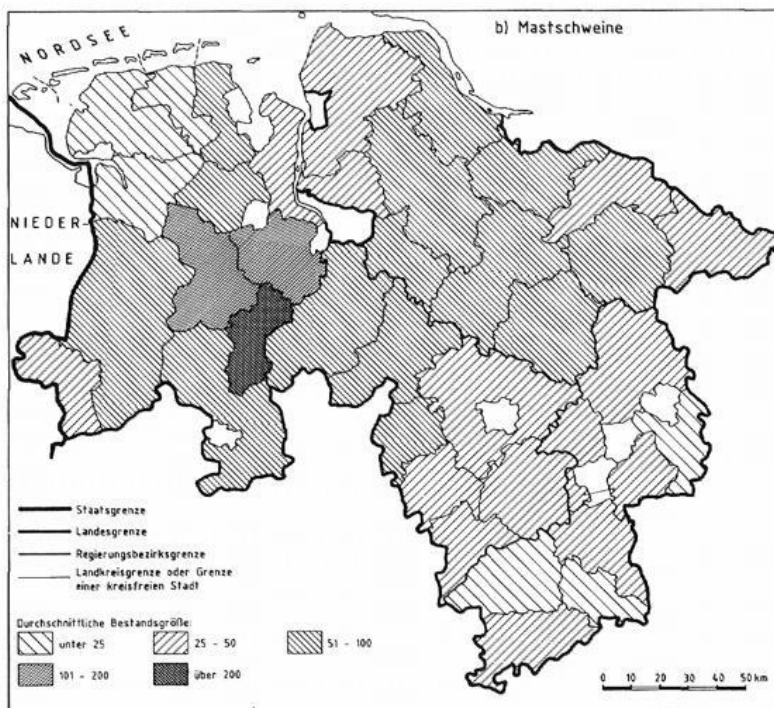 b) Mastschweine
NORDSEE
NIEDER-
LANDE
Staatsgrenze
Landesgrenze
Regierungsbezirksgrenze
Landkreisgrenze oder Grenze
einer kreisfreien Stadt
Durchschnittliche Bestandsgröße:
unter 25
25 - 50
51 - 100
101 - 200
über 200
0 10 20 30 40 50 km